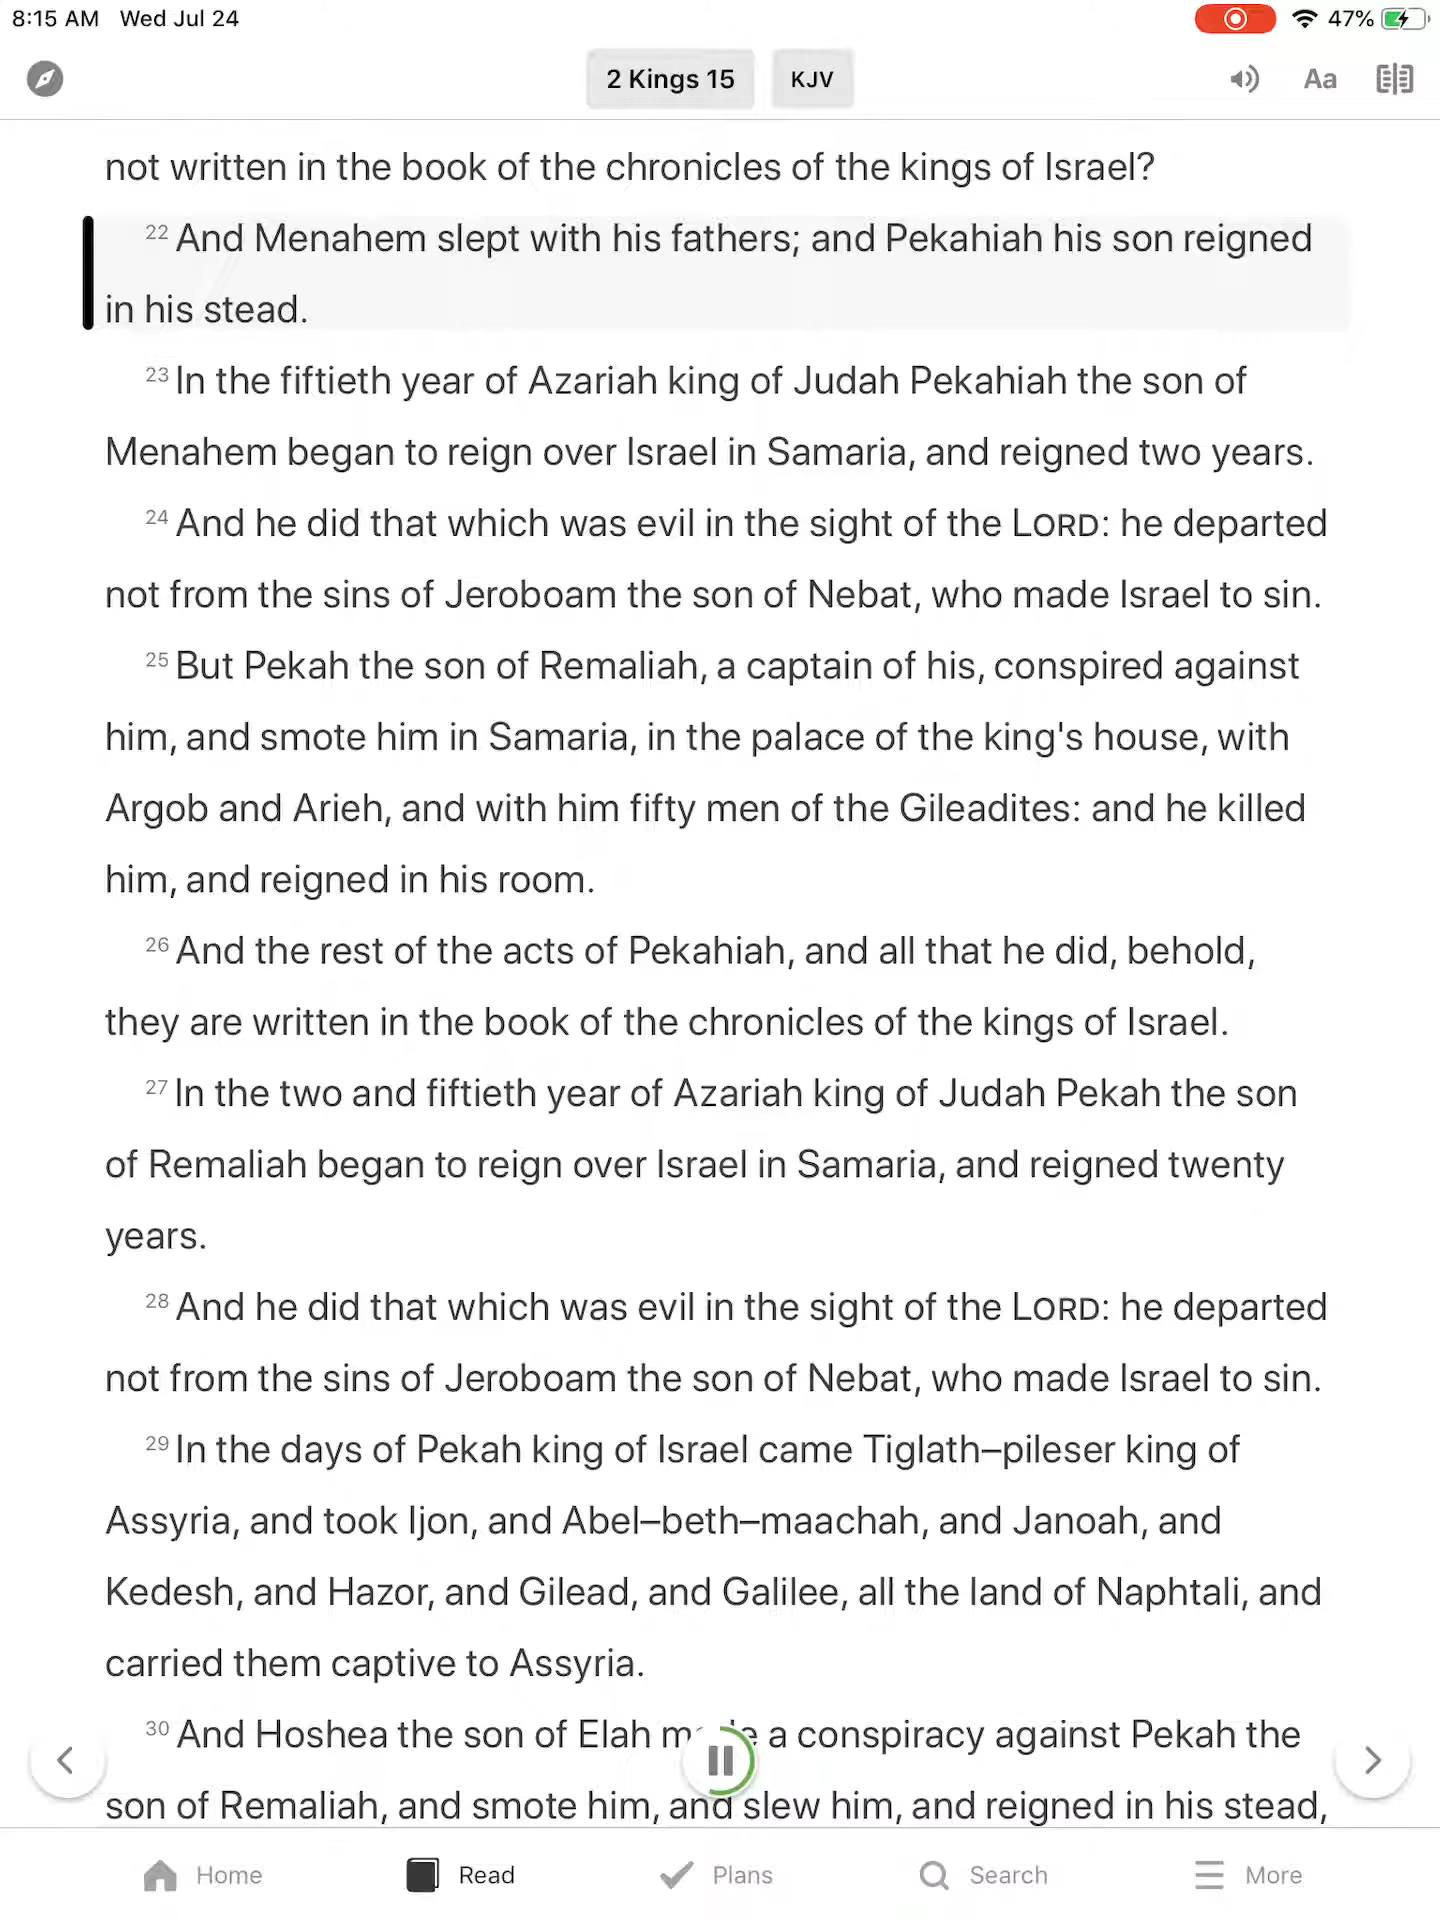 8:15 AM Wed Jul 24 47%
2 Kings 15 KJV Aa
not written in the book of the chronicles of the kings of Israel?
22 And Menahem slept with his fathers; and Pekahiah his son reigned
in his stead.
23 In the fiftieth year of Azariah king of Judah Pekahiah the son of
Menahem began to reign over Israel in Samaria, and reigned two years.
24 And he did that which was evil in the sight of the LORD: he departed
not from the sins of Jeroboam the son of Nebat, who made Israel to sin.
25 But Pekah the son of Remaliah, a captain of his, conspired against
him, and smote him in Samaria, in the palace of the king's house, with
Argob and Arieh, and with him fifty men of the Gileadites: and he killed
him, and reigned in his room.
26 And the rest of the acts of Pekahiah, and all that he did, behold,
they are written in the book of the chronicles of the kings of Israel.
27 In the two and fiftieth year of Azariah king of Judah Pekah the son
of Remaliah began to reign over Israel in Samaria, and reigned twenty
years.
28 And he did that which was evil in the sight of the LORD: he departed
not from the sins of Jeroboam the son of Nebat, who made Israel to sin.
29 In the days of Pekah king of Israel came Tiglath–pileser king of
Assyria, and took Ijon, and Abel–beth–maachah, and Janoah, and
Kedesh, and Hazor, and Gilead, and Galilee, all the land of Naphtali, and
carried them captive to Assyria.
30 And Hoshea the son of Elah a conspiracy against Pekah the
son of Remaliah, and smote him, and slew him, and reigned in his stead,
Home Read Plans Search More